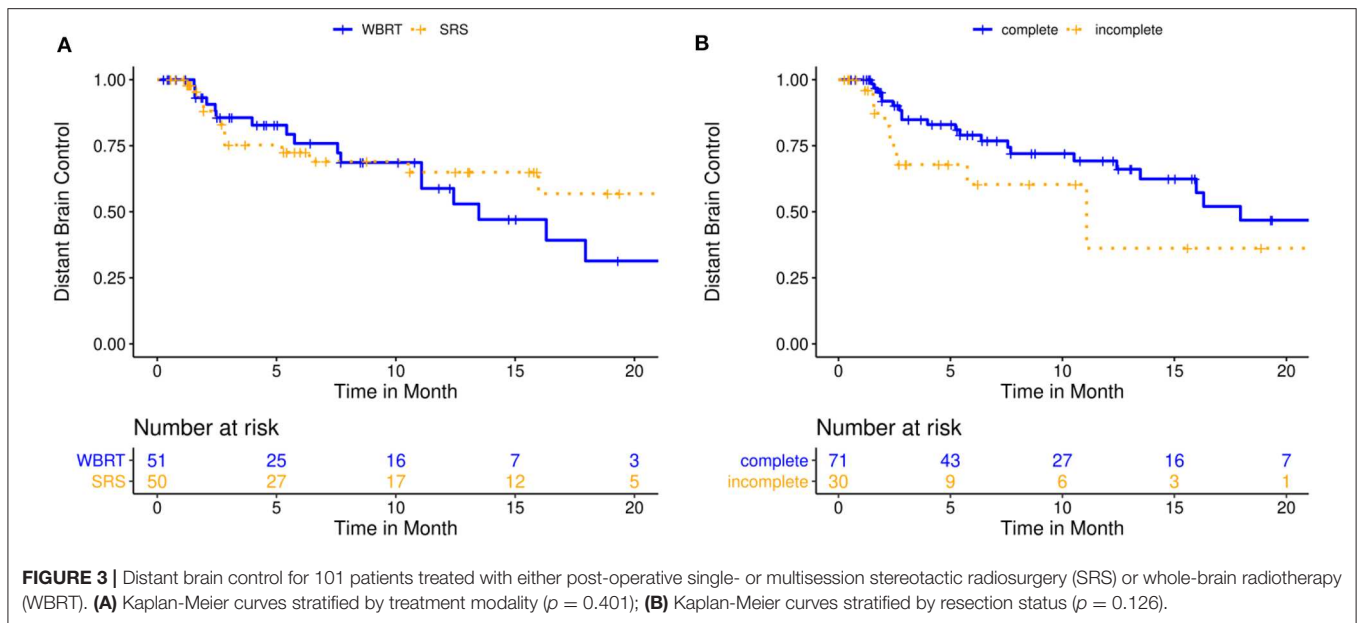 A
WBRT SRS
Distant Brain Control
1.00
0.75
0.50
0.25
0.00
0 5 10 15 20
Time in Month
Number at risk
WBRT 51 25 16 7 3
SRS 50 27 17 12 5
0 5 10 15 20
Time in Month
B
complete incomplete
Distant Brain Control
1.00
0.75
0.50
0.25
0.00
0 5 10 15 20
Time in Month
Number at risk
complete 71 43 27 16 7
incomplete 30 9 6 3 1
0 5 10 15 20
Time in Month
FIGURE 3 | Distant brain control for 101 patients treated with either post-operative single- or multisession stereotactic radiosurgery (SRS) or whole-brain radiotherapy
(WBRT). (A) Kaplan-Meier curves stratified by treatment modality (p = 0.401); (B) Kaplan-Meier curves stratified by resection status (p = 0.126).